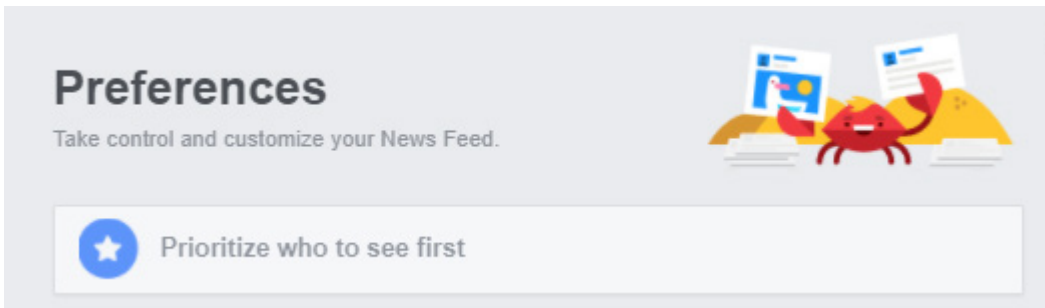 Preferences
Take control and customize your News Feed.
Prioritize who to see first